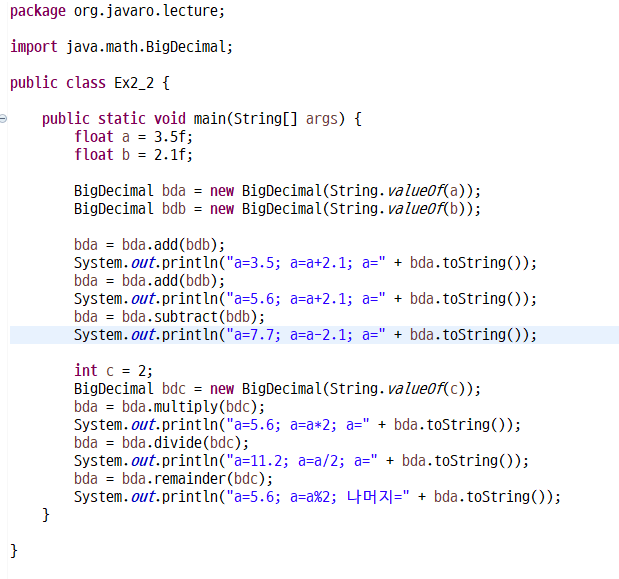 package org.javaro.lecture;
import java.math.BigDecimal;
public class Ex2_2 {
public static void main(String[] args) {
float a = 3.5f;
float b = 2.1f;
BigDecimal bda = new BigDecimal(String.valueOf(a));
BigDecimal bdb = new BigDecimal(String.valueOf(b));
bda = bda.add(bdb);
System.out.println("a=3.5; a=a+2.1; a=" + bda.toString());
bda = bda.add(bdb);
System.out.println("a=5.6; a=a+2.1; a=" + bda.toString());
bda = bda.subtract(bdb);
System.out.println("a=7.7; a=a-2.1; a=" + bda.toString());
int c = 2;
BigDecimal bdc = new BigDecimal(String.valueOf(c));
bda = bda.multiply(bdc);
System.out.println("a=5.6; a=a*2; a=" + bda.toString());
bda = bda.divide(bdc);
System.out.println("a=11.2; a=a/2; a=" + bda.toString());
bda = bda.remainder(bdc);
System.out.println("a=5.6; a=a%2; 나머지=" + bda.toString());
}
}